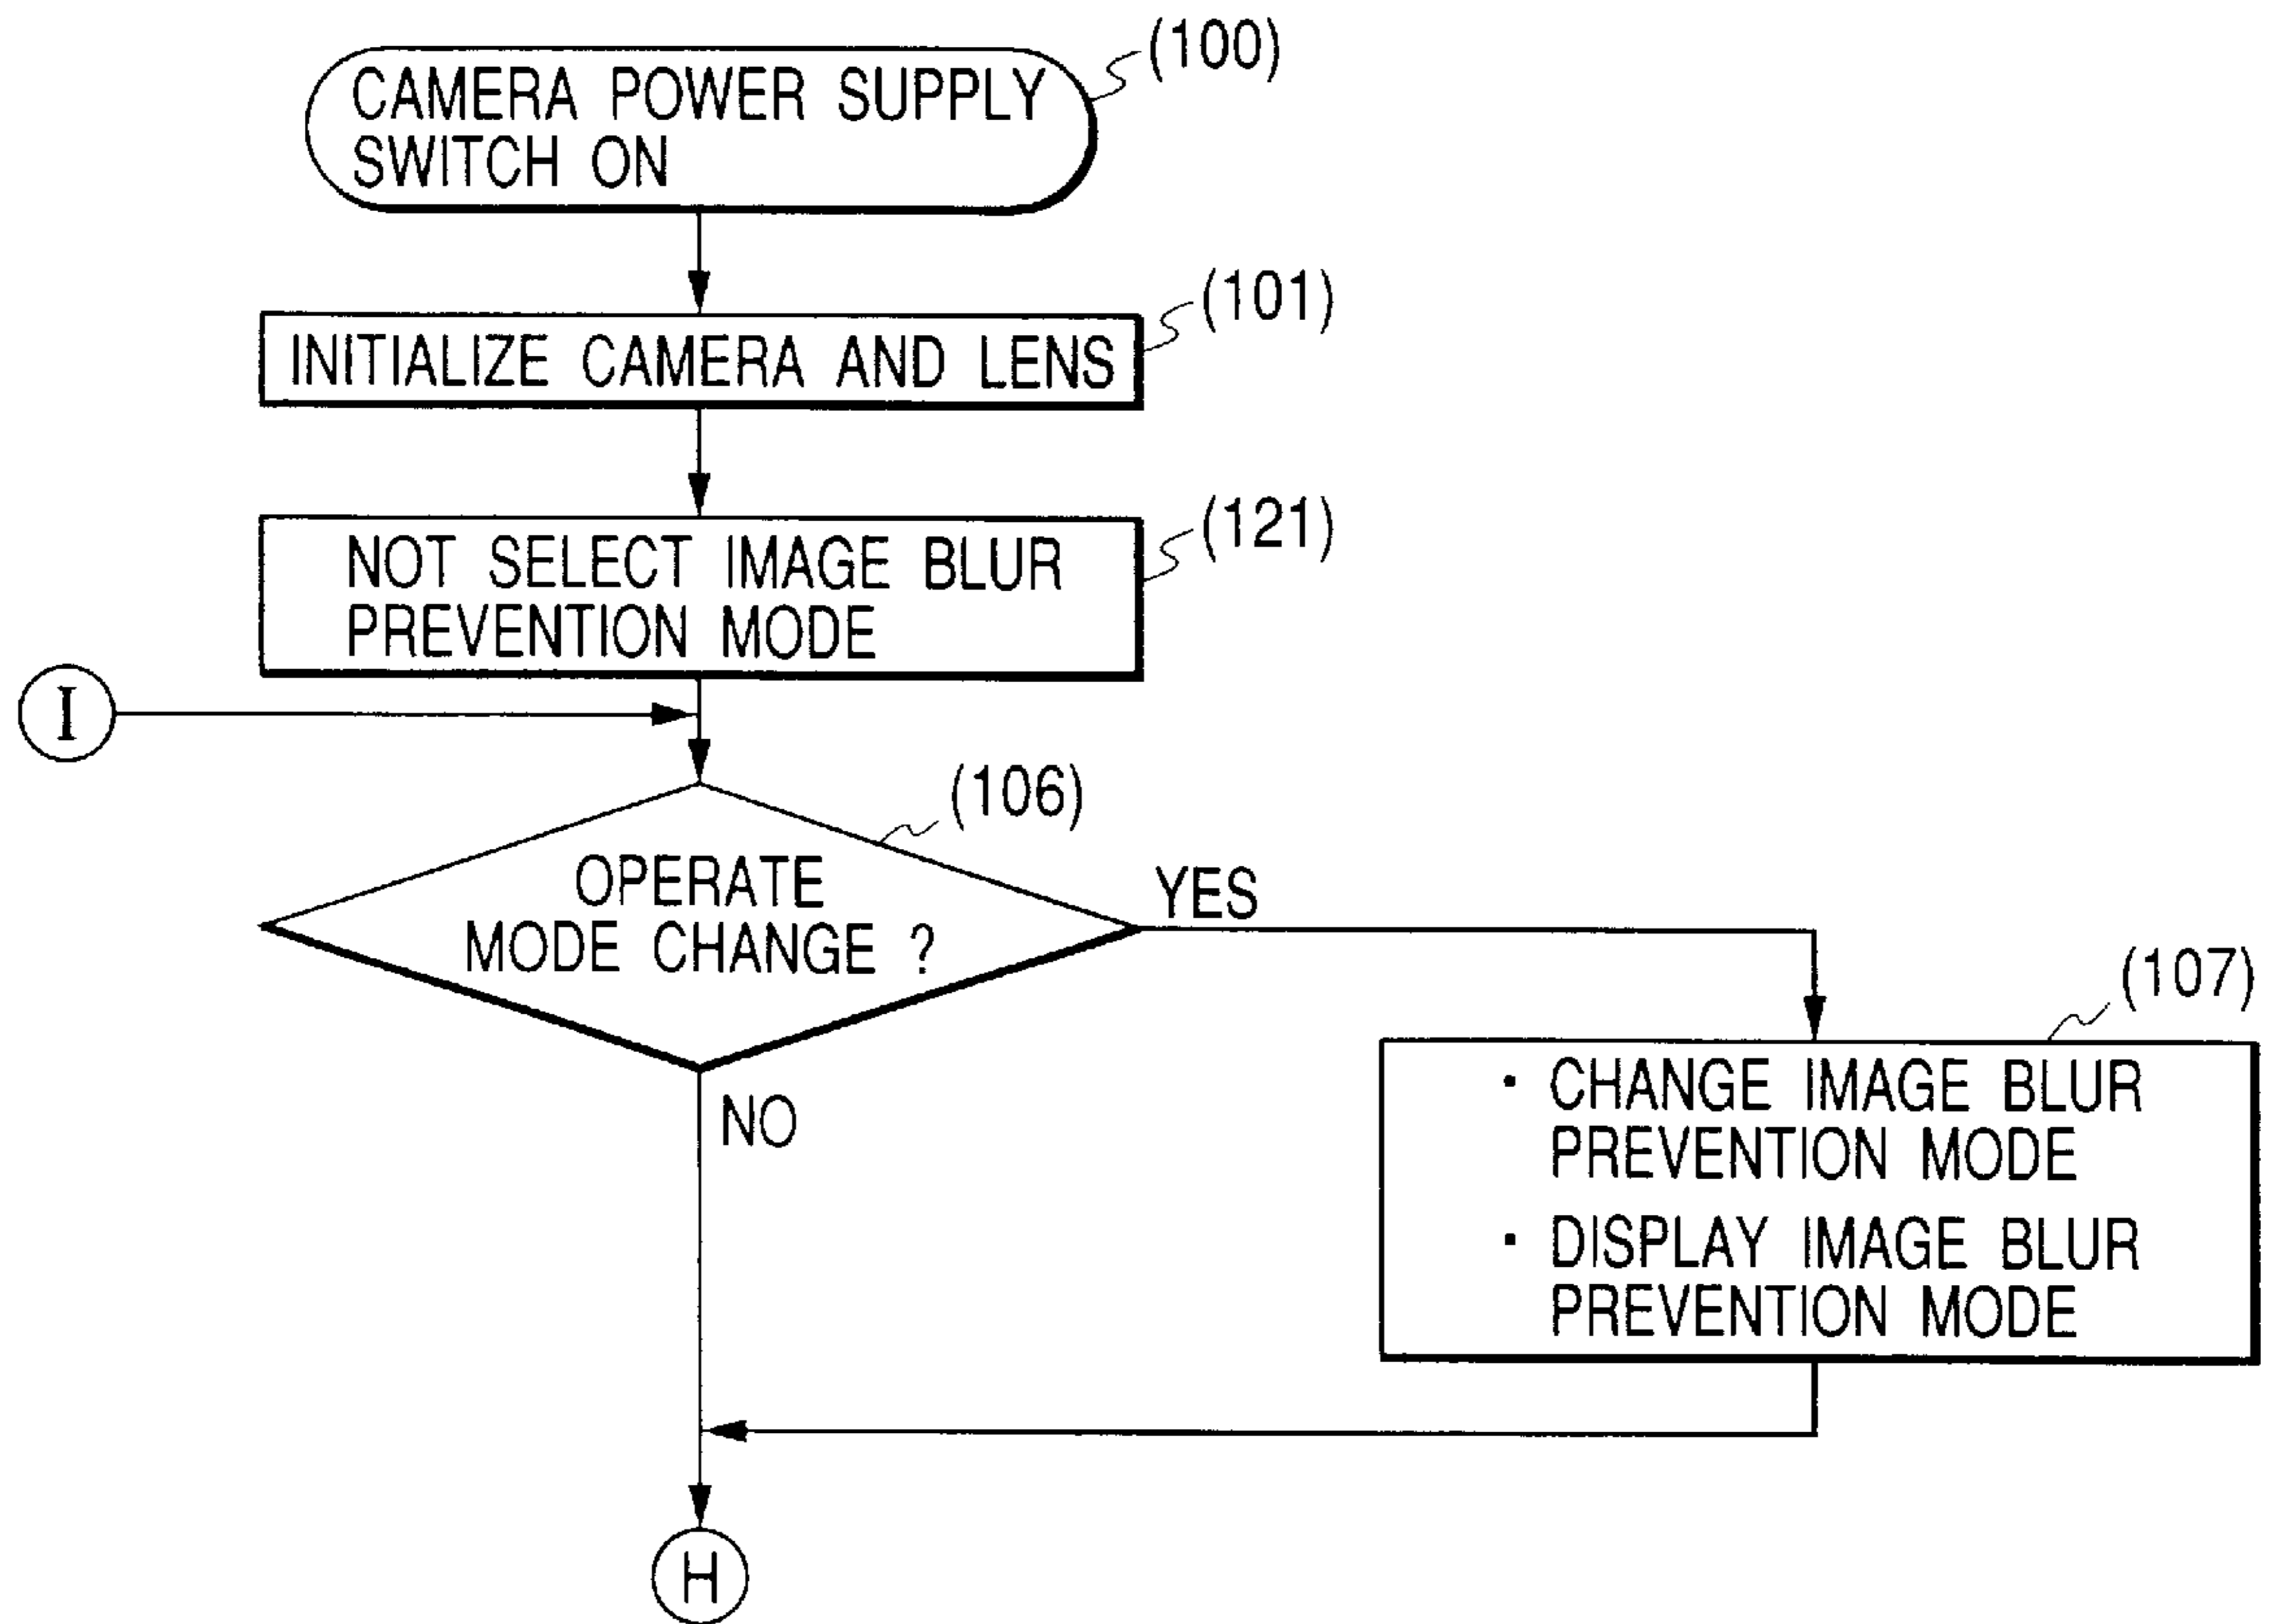 (100)
CAMERA POWER SUPPLY
SWITCH ON
(101)
INITIALIZE CAMERA AND LENS
(121)
NOT SELECT IMAGE BLUR
PREVENTION MODE
I
(106)
OPERATE
MODE CHANGE ?
YES
(107)
· CHANGE IMAGE BLUR
PREVENTION MODE
· DISPLAY IMAGE BLUR
PREVENTION MODE
NO
H